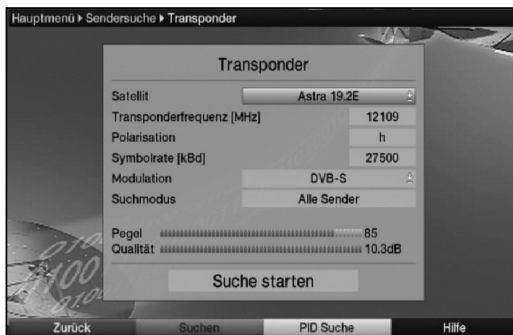 Hauptmenü ▸ Sendersuche ▸ Transponder
Transponder
Satellit Astra 19.2E
Transponderfrequenz [MHz] 12109
Polarisation h
Symbolrate [kBd] 27500
Modulation DVB-S
Suchmodus Alle Sender
Pegel 85
Qualität 10.3dB
Suche starten
Zurück Suchen PID Suche Hilfe